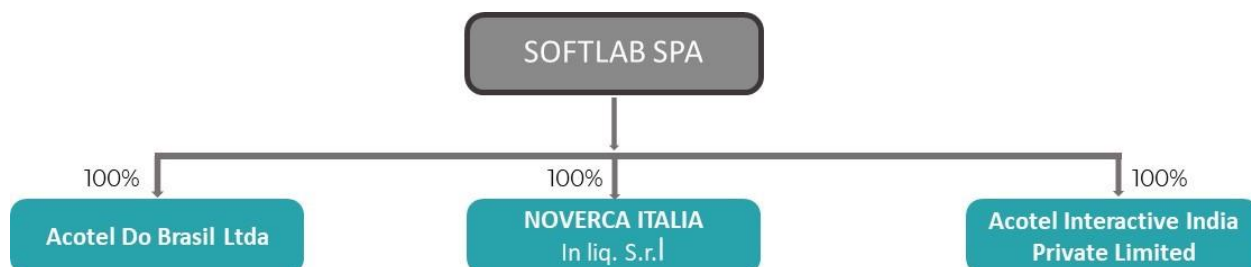 SOFTLAB SPA
100%
100%
100%
Acotel Do Brasil Ltda
NOVERCA ITALIA
In liq. S.r.l
Acotel Interactive India
Private Limited